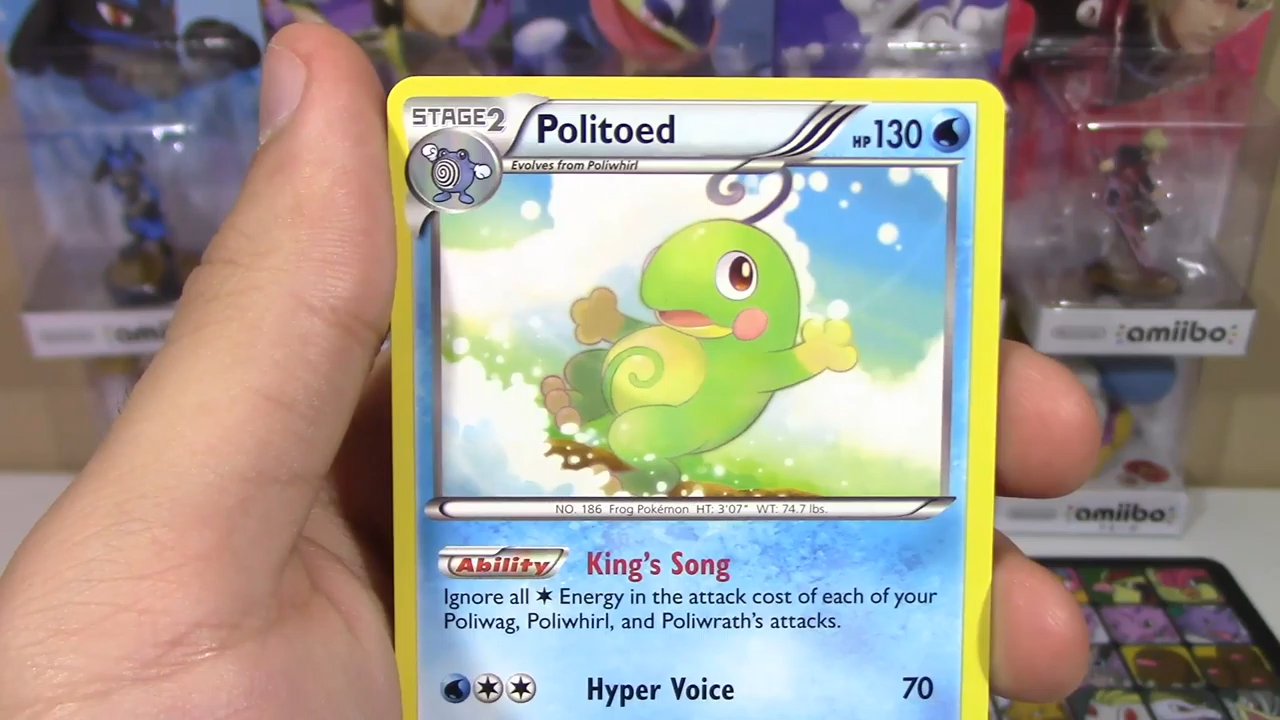 STAGE2
Politoed
HP130
Evolves from Poliwhirl
NO. 186 Frog Pokémon HT: 3'07" WT: 74.7 lbs.
Ability King's Song
Ignore all Energy in the attack cost of each of your
Poliwag, Poliwhirl, and Poliwrath's attacks.
Hyper Voice 70
amiibo
amiibo